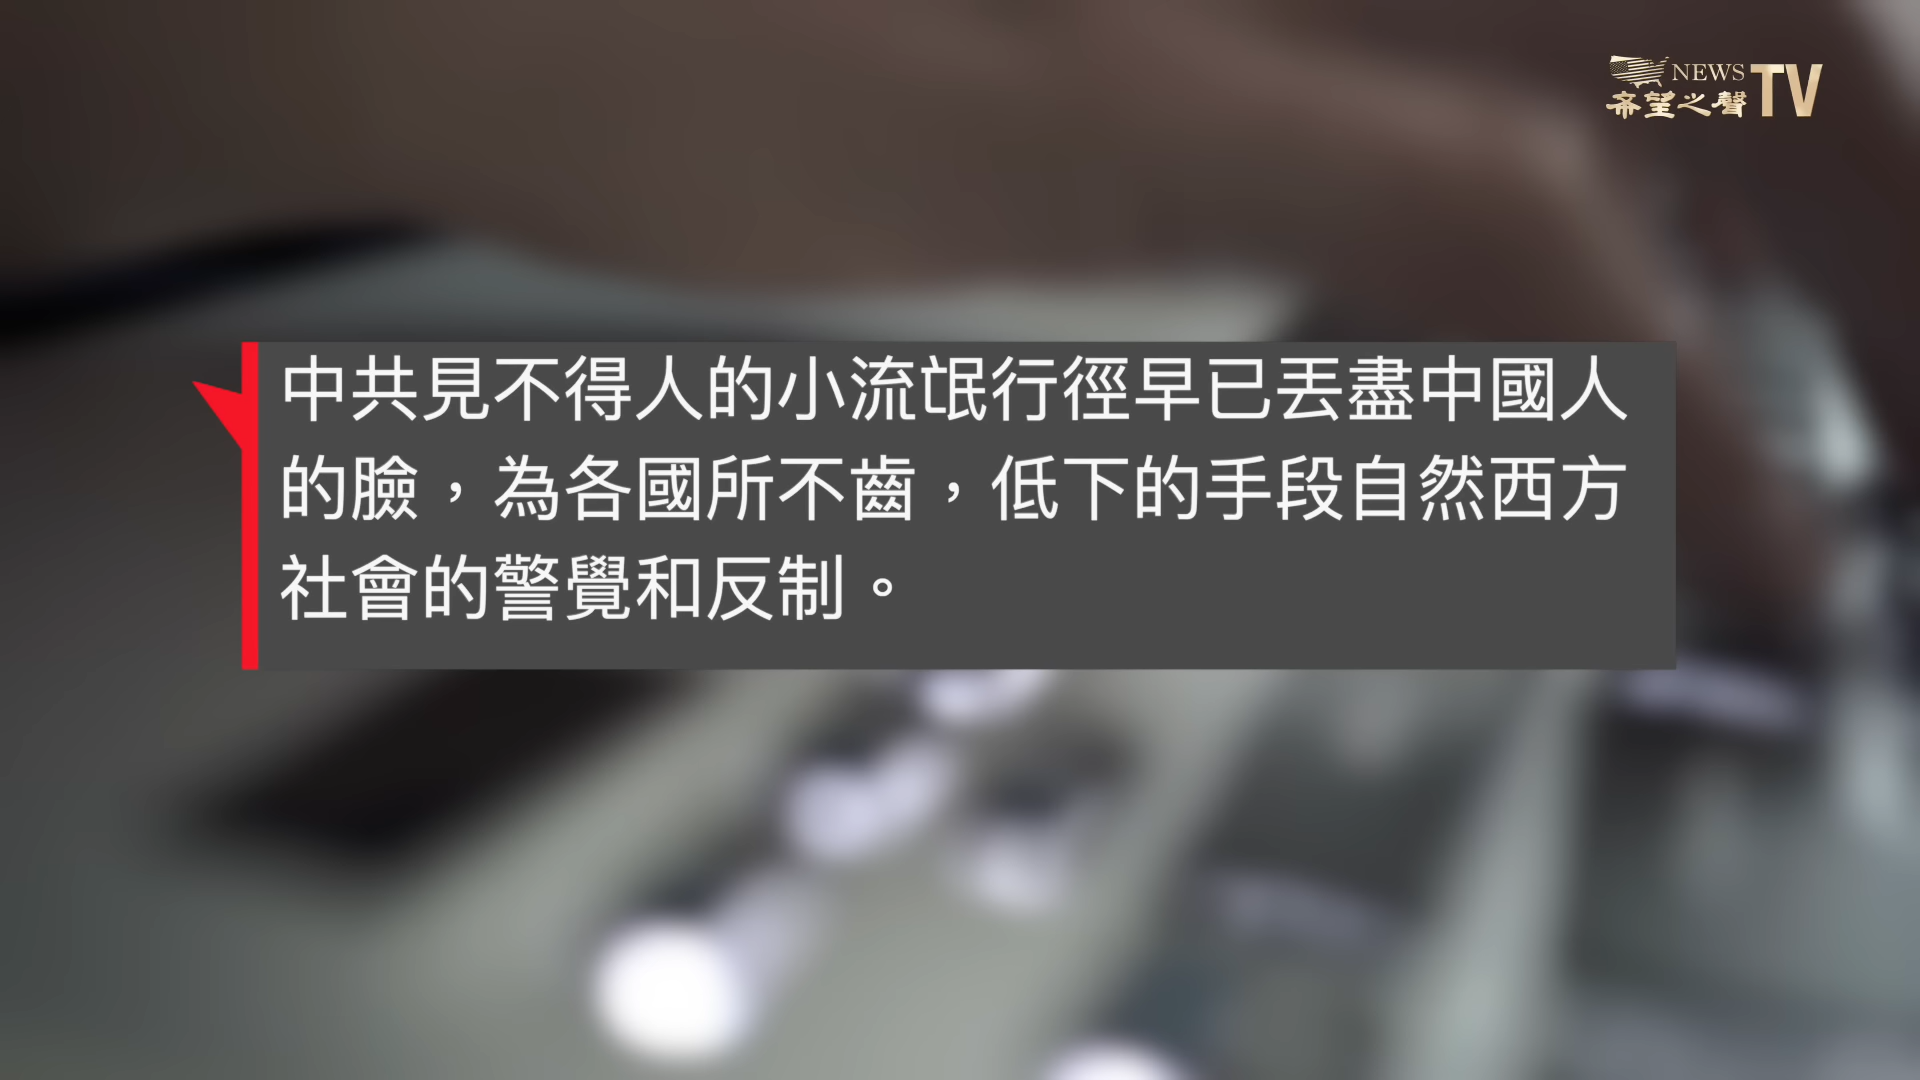 NEWS
希望之聲
TV
中共見不得人的小流氓行徑早已丟盡中國人
的臉，為各國所不齒，低下的手段自然西方
社會的警覺和反制。